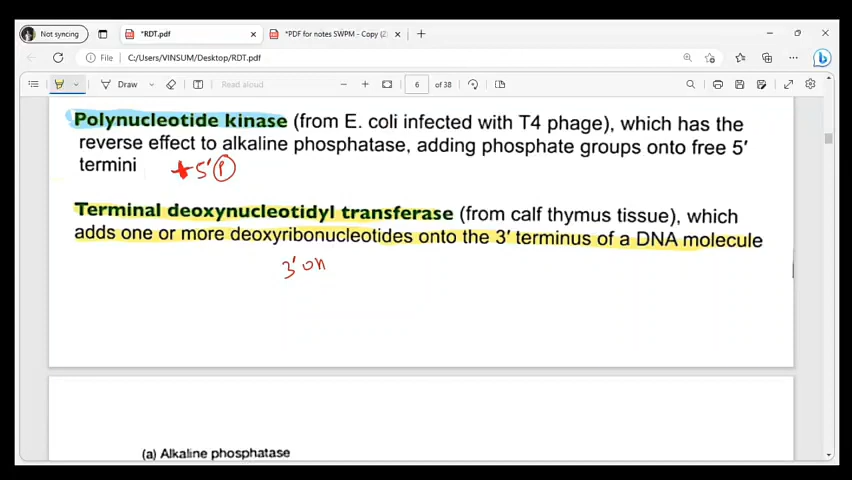 Not syncing
*RDT.pdf
*PDF for notes SWPM - Copy (2
File
C:/Users/VINSUM/Desktop/RDT.pdf
Draw
Read aloud
6 of 38
Polynucleotide kinase (from E. coli infected with T4 phage), which has the
reverse effect to alkaline phosphatase, adding phosphate groups onto free 5′
termini
+5′ P
Terminal deoxynucleotidyl transferase (from calf thymus tissue), which
adds one or more deoxyribonucleotides onto the 3′ terminus of a DNA molecule
3′ OH
(a) Alkaline phosphatase